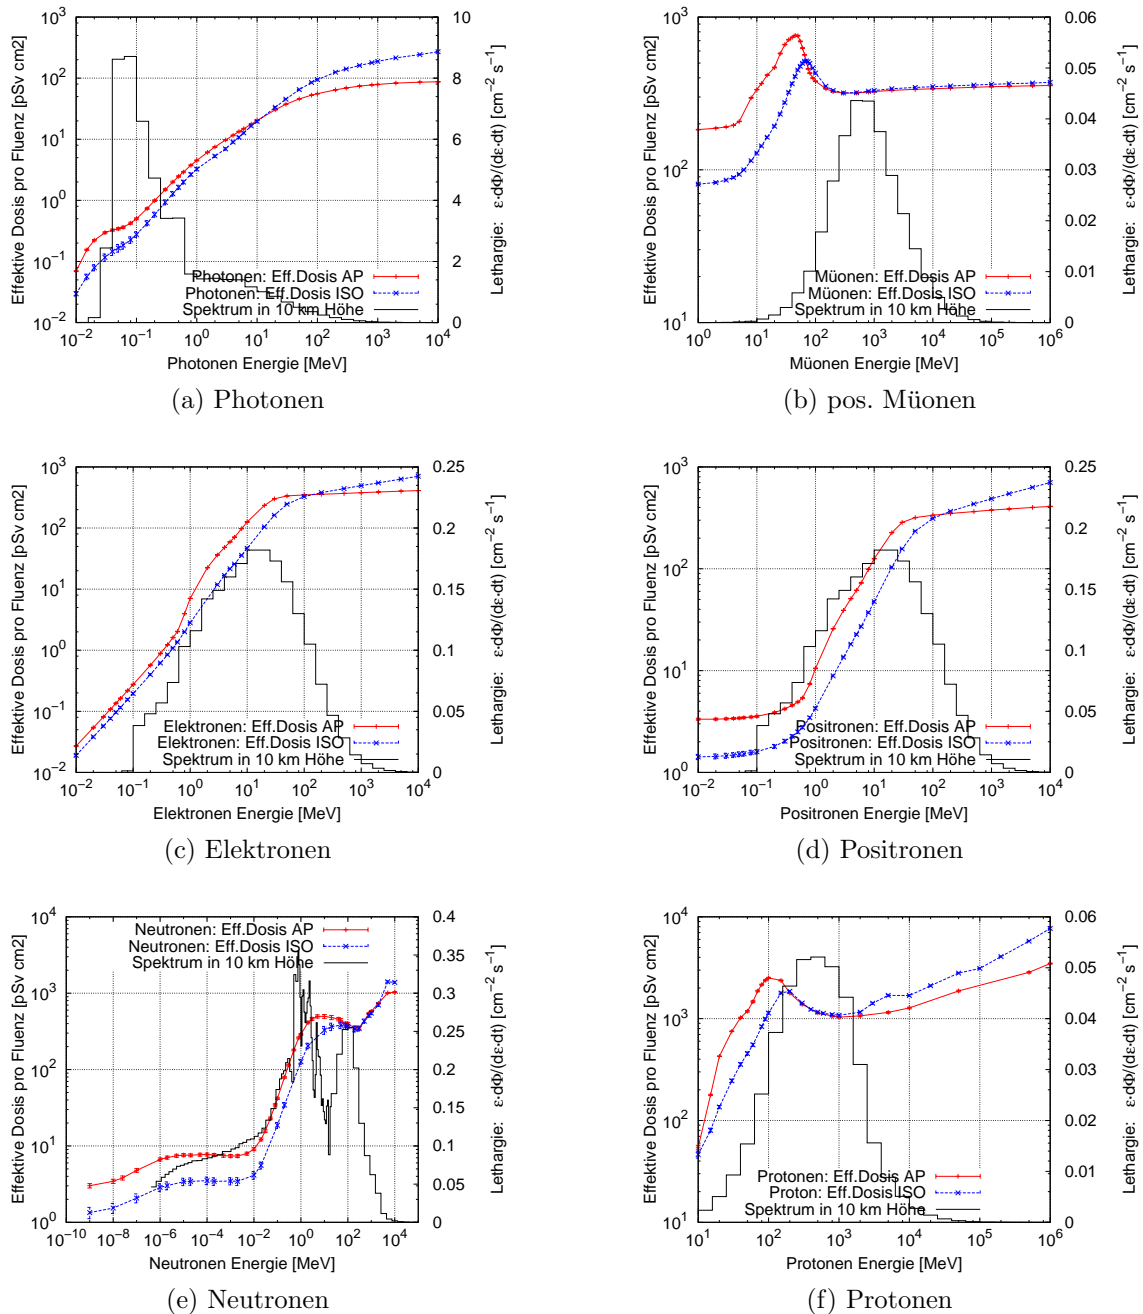 Effektive Dosis pro Fluenz [pSv cm2]
10^3
10^2
10^1
10^0
10^-1
10^-2
10
8
6
4
2
0
Lethargie: ε·dΦ/(dε·dt) [cm^-2 s^-1]
Photonen: Eff.Dosis AP
Photonen: Eff.Dosis ISO
Spektrum in 10 km Höhe
10^-2 10^-1 10^0 10^1 10^2 10^3 10^4
Photonen Energie [MeV]
(a) Photonen
Effektive Dosis pro Fluenz [pSv cm2]
10^3
10^2
10^1
0.06
0.05
0.04
0.03
0.02
0.01
0
Lethargie: ε·dΦ/(dε·dt) [cm^-2 s^-1]
Müonen: Eff.Dosis AP
Müonen: Eff.Dosis ISO
Spektrum in 10 km Höhe
10^0 10^1 10^2 10^3 10^4 10^5 10^6
Müonen Energie [MeV]
(b) pos. Müonen
Effektive Dosis pro Fluenz [pSv cm2]
10^3
10^2
10^1
10^0
10^-1
10^-2
0.25
0.2
0.15
0.1
0.05
0
Lethargie: ε·dΦ/(dε·dt) [cm^-2 s^-1]
Elektronen: Eff.Dosis AP
Elektronen: Eff.Dosis ISO
Spektrum in 10 km Höhe
10^-2 10^-1 10^0 10^1 10^2 10^3 10^4
Elektronen Energie [MeV]
(c) Elektronen
Effektive Dosis pro Fluenz [pSv cm2]
10^3
10^2
10^1
10^0
0.25
0.2
0.15
0.1
0.05
0
Lethargie: ε·dΦ/(dε·dt) [cm^-2 s^-1]
Positronen: Eff.Dosis AP
Positronen: Eff.Dosis ISO
Spektrum in 10 km Höhe
10^-2 10^-1 10^0 10^1 10^2 10^3 10^4
Positronen Energie [MeV]
(d) Positronen
Effektive Dosis pro Fluenz [pSv cm2]
10^4
10^3
10^2
10^1
10^0
0.4
0.35
0.3
0.25
0.2
0.15
0.1
0.05
0
Lethargie: ε·dΦ/(dε·dt) [cm^-2 s^-1]
Neutronen: Eff.Dosis AP
Neutronen: Eff.Dosis ISO
Spektrum in 10 km Höhe
10^-10 10^-8 10^-6 10^-4 10^-2 10^0 10^2 10^4
Neutronen Energie [MeV]
(e) Neutronen
Effektive Dosis pro Fluenz [pSv cm2]
10^4
10^3
10^2
10^1
0.06
0.05
0.04
0.03
0.02
0.01
0
Lethargie: ε·dΦ/(dε·dt) [cm^-2 s^-1]
Protonen: Eff.Dosis AP
Proton: Eff.Dosis ISO
Spektrum in 10 km Höhe
10^1 10^2 10^3 10^4 10^5 10^6
Protonen Energie [MeV]
(f) Protonen